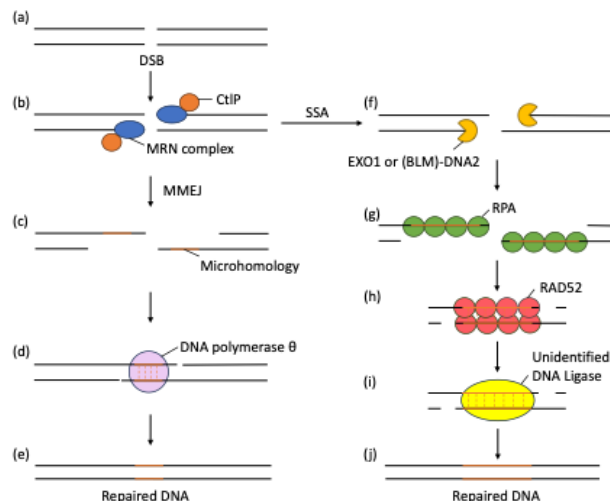 (a)
DSB
(b)
CtIP
MRN complex
SSA
MMEJ
(c)
Microhomology
(d)
DNA polymerase θ
(e)
Repaired DNA
(f)
EXO1 or (BLM)-DNA2
(g)
RPA
(h)
RAD52
(i)
Unidentified
DNA Ligase
(j)
Repaired DNA